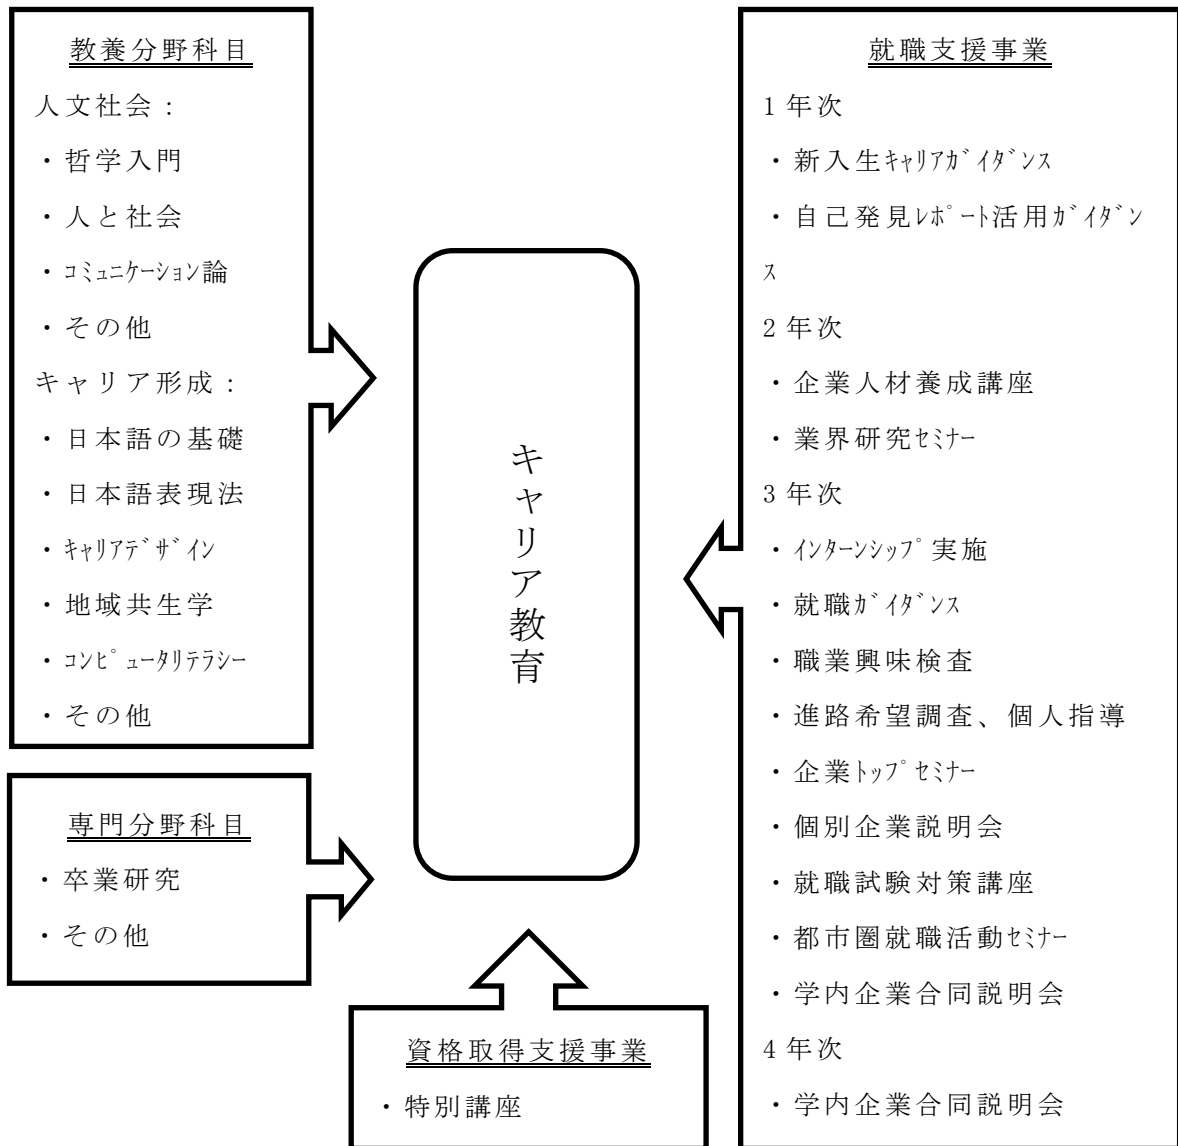 教養分野科目
人文社会：
・哲学入門
・人と社会
・ｺﾐｭﾆｹｰｼｮﾝ論
・その他
キャリア形成：
・日本語の基礎
・日本語表現法
・ｷｬﾘｱﾃﾞｻﾞｲﾝ
・地域共生学
・ｺﾝﾋﾟｭｰﾀﾘﾃﾗｼｰ
・その他
専門分野科目
・卒業研究
・その他
キャリア教育
資格取得支援事業
・特別講座
就職支援事業
1年次
・新入生ｷｬﾘｱｶﾞｲﾀﾞﾝｽ
・自己発見ﾚﾎﾟｰﾄ活用ｶﾞｲﾀﾞﾝ
ｽ
2年次
・企業人材養成講座
・業界研究ｾﾐﾅｰ
3年次
・ｲﾝﾀｰﾝｼｯﾌﾟ実施
・就職ｶﾞｲﾀﾞﾝｽ
・職業興味検査
・進路希望調査、個人指導
・企業ﾄｯﾌﾟｾﾐﾅｰ
・個別企業説明会
・就職試験対策講座
・都市圏就職活動ｾﾐﾅｰ
・学内企業合同説明会
4年次
・学内企業合同説明会